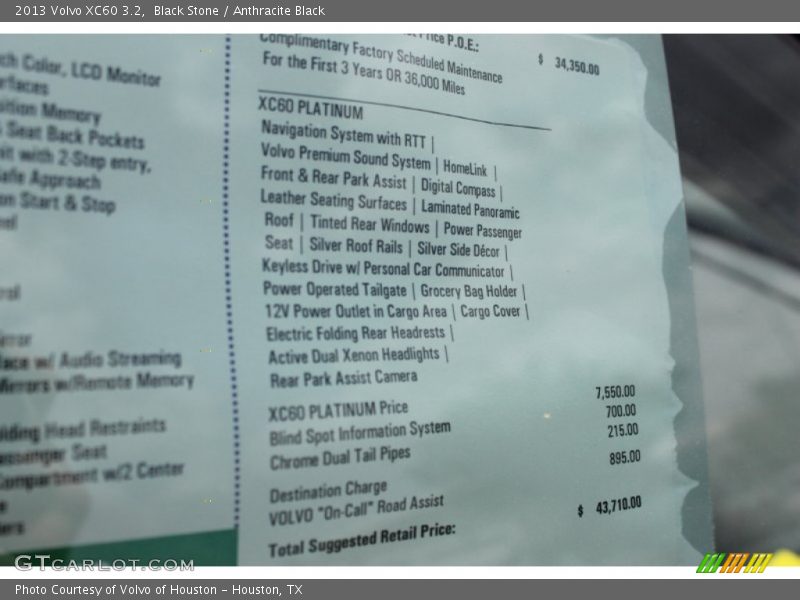 2013 Volvo XC60 3.2, Black Stone / Anthracite Black
ch Color, LCD Monitor
rfaces
sition Memory
Seat Back Pockets
it with 2-Step entry,
afe Approach
on Start & Stop
ace w/ Audio Streaming
Mirrors w/Remote Memory
lding Head Restraints
assenger Seat
Compartment w/2 Center
rice P.O.E.: $ 34,350.00
Complimentary Factory Scheduled Maintenance
For the First 3 Years OR 36,000 Miles
XC60 PLATINUM
Navigation System with RTT |
Volvo Premium Sound System | HomeLink |
Front & Rear Park Assist | Digital Compass |
Leather Seating Surfaces | Laminated Panoramic
Roof | Tinted Rear Windows | Power Passenger
Seat | Silver Roof Rails | Silver Side Décor |
Keyless Drive w/ Personal Car Communicator |
Power Operated Tailgate | Grocery Bag Holder |
12V Power Outlet in Cargo Area | Cargo Cover |
Electric Folding Rear Headrests |
Active Dual Xenon Headlights |
Rear Park Assist Camera
XC60 PLATINUM Price 7,550.00
Blind Spot Information System 700.00
Chrome Dual Tail Pipes 215.00
Destination Charge 895.00
VOLVO "On-Call" Road Assist
Total Suggested Retail Price: $ 43,710.00
GTCARLOT.COM
Photo Courtesy of Volvo of Houston - Houston, TX